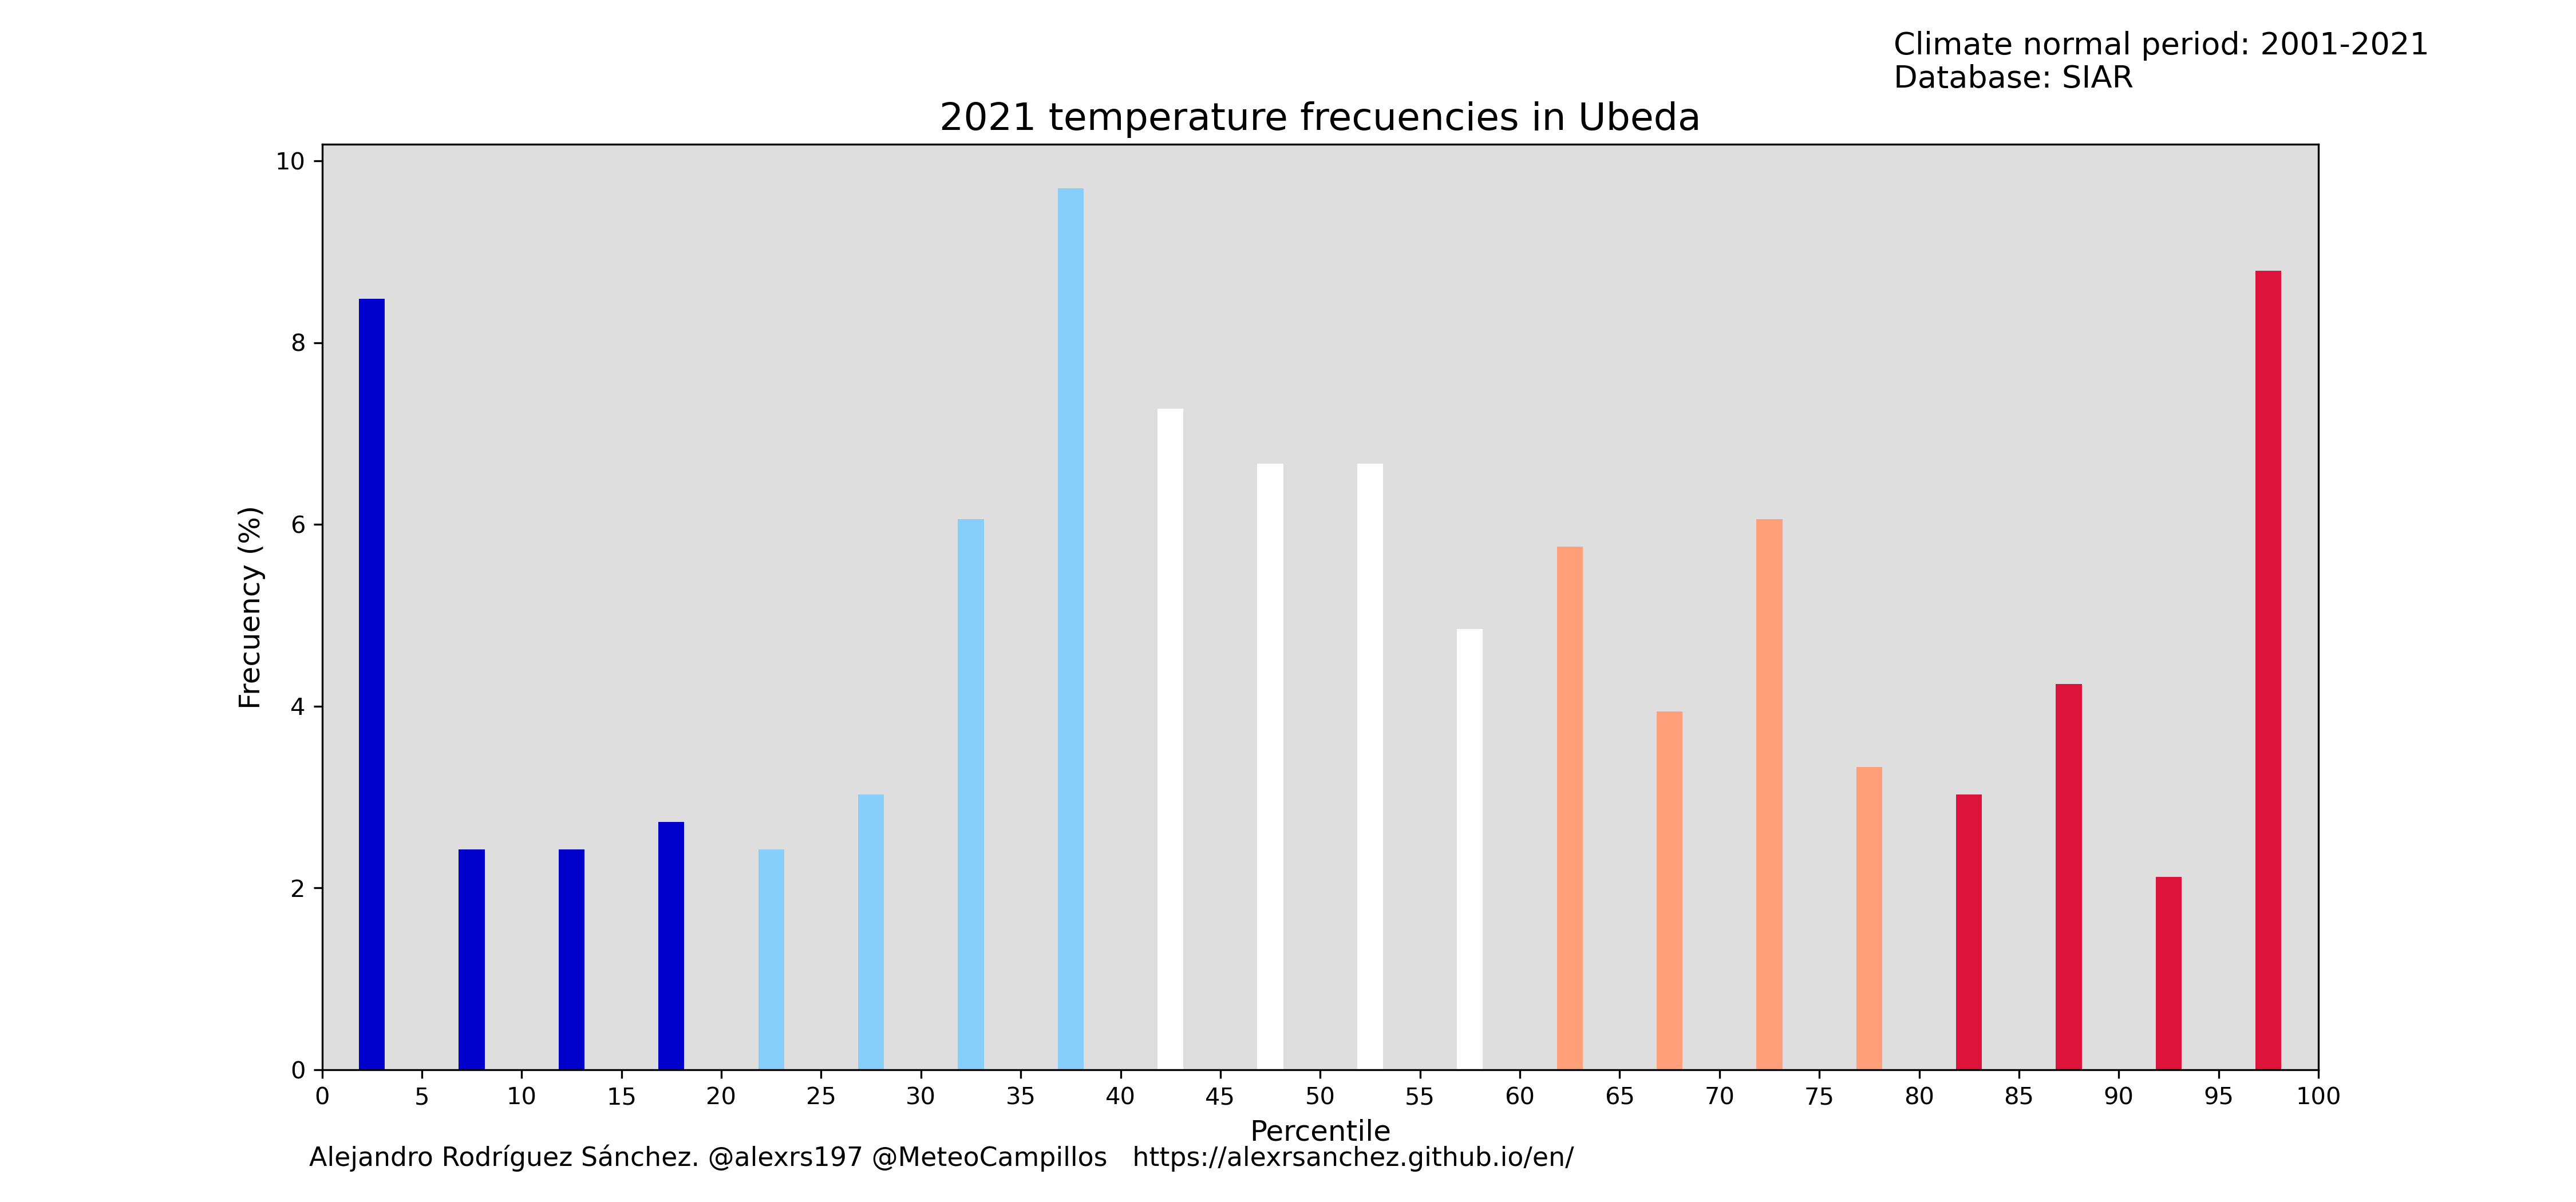 Climate normal period: 2001-2021
Database: SIAR
2021 temperature frecuencies in Ubeda
10
8
6
4
2
0
Frecuency (%)
0 5 10 15 20 25 30 35 40 45 50 55 60 65 70 75 80 85 90 95 100
Percentile
Alejandro Rodríguez Sánchez. @alexrs197 @MeteoCampillos https://alexrsanchez.github.io/en/